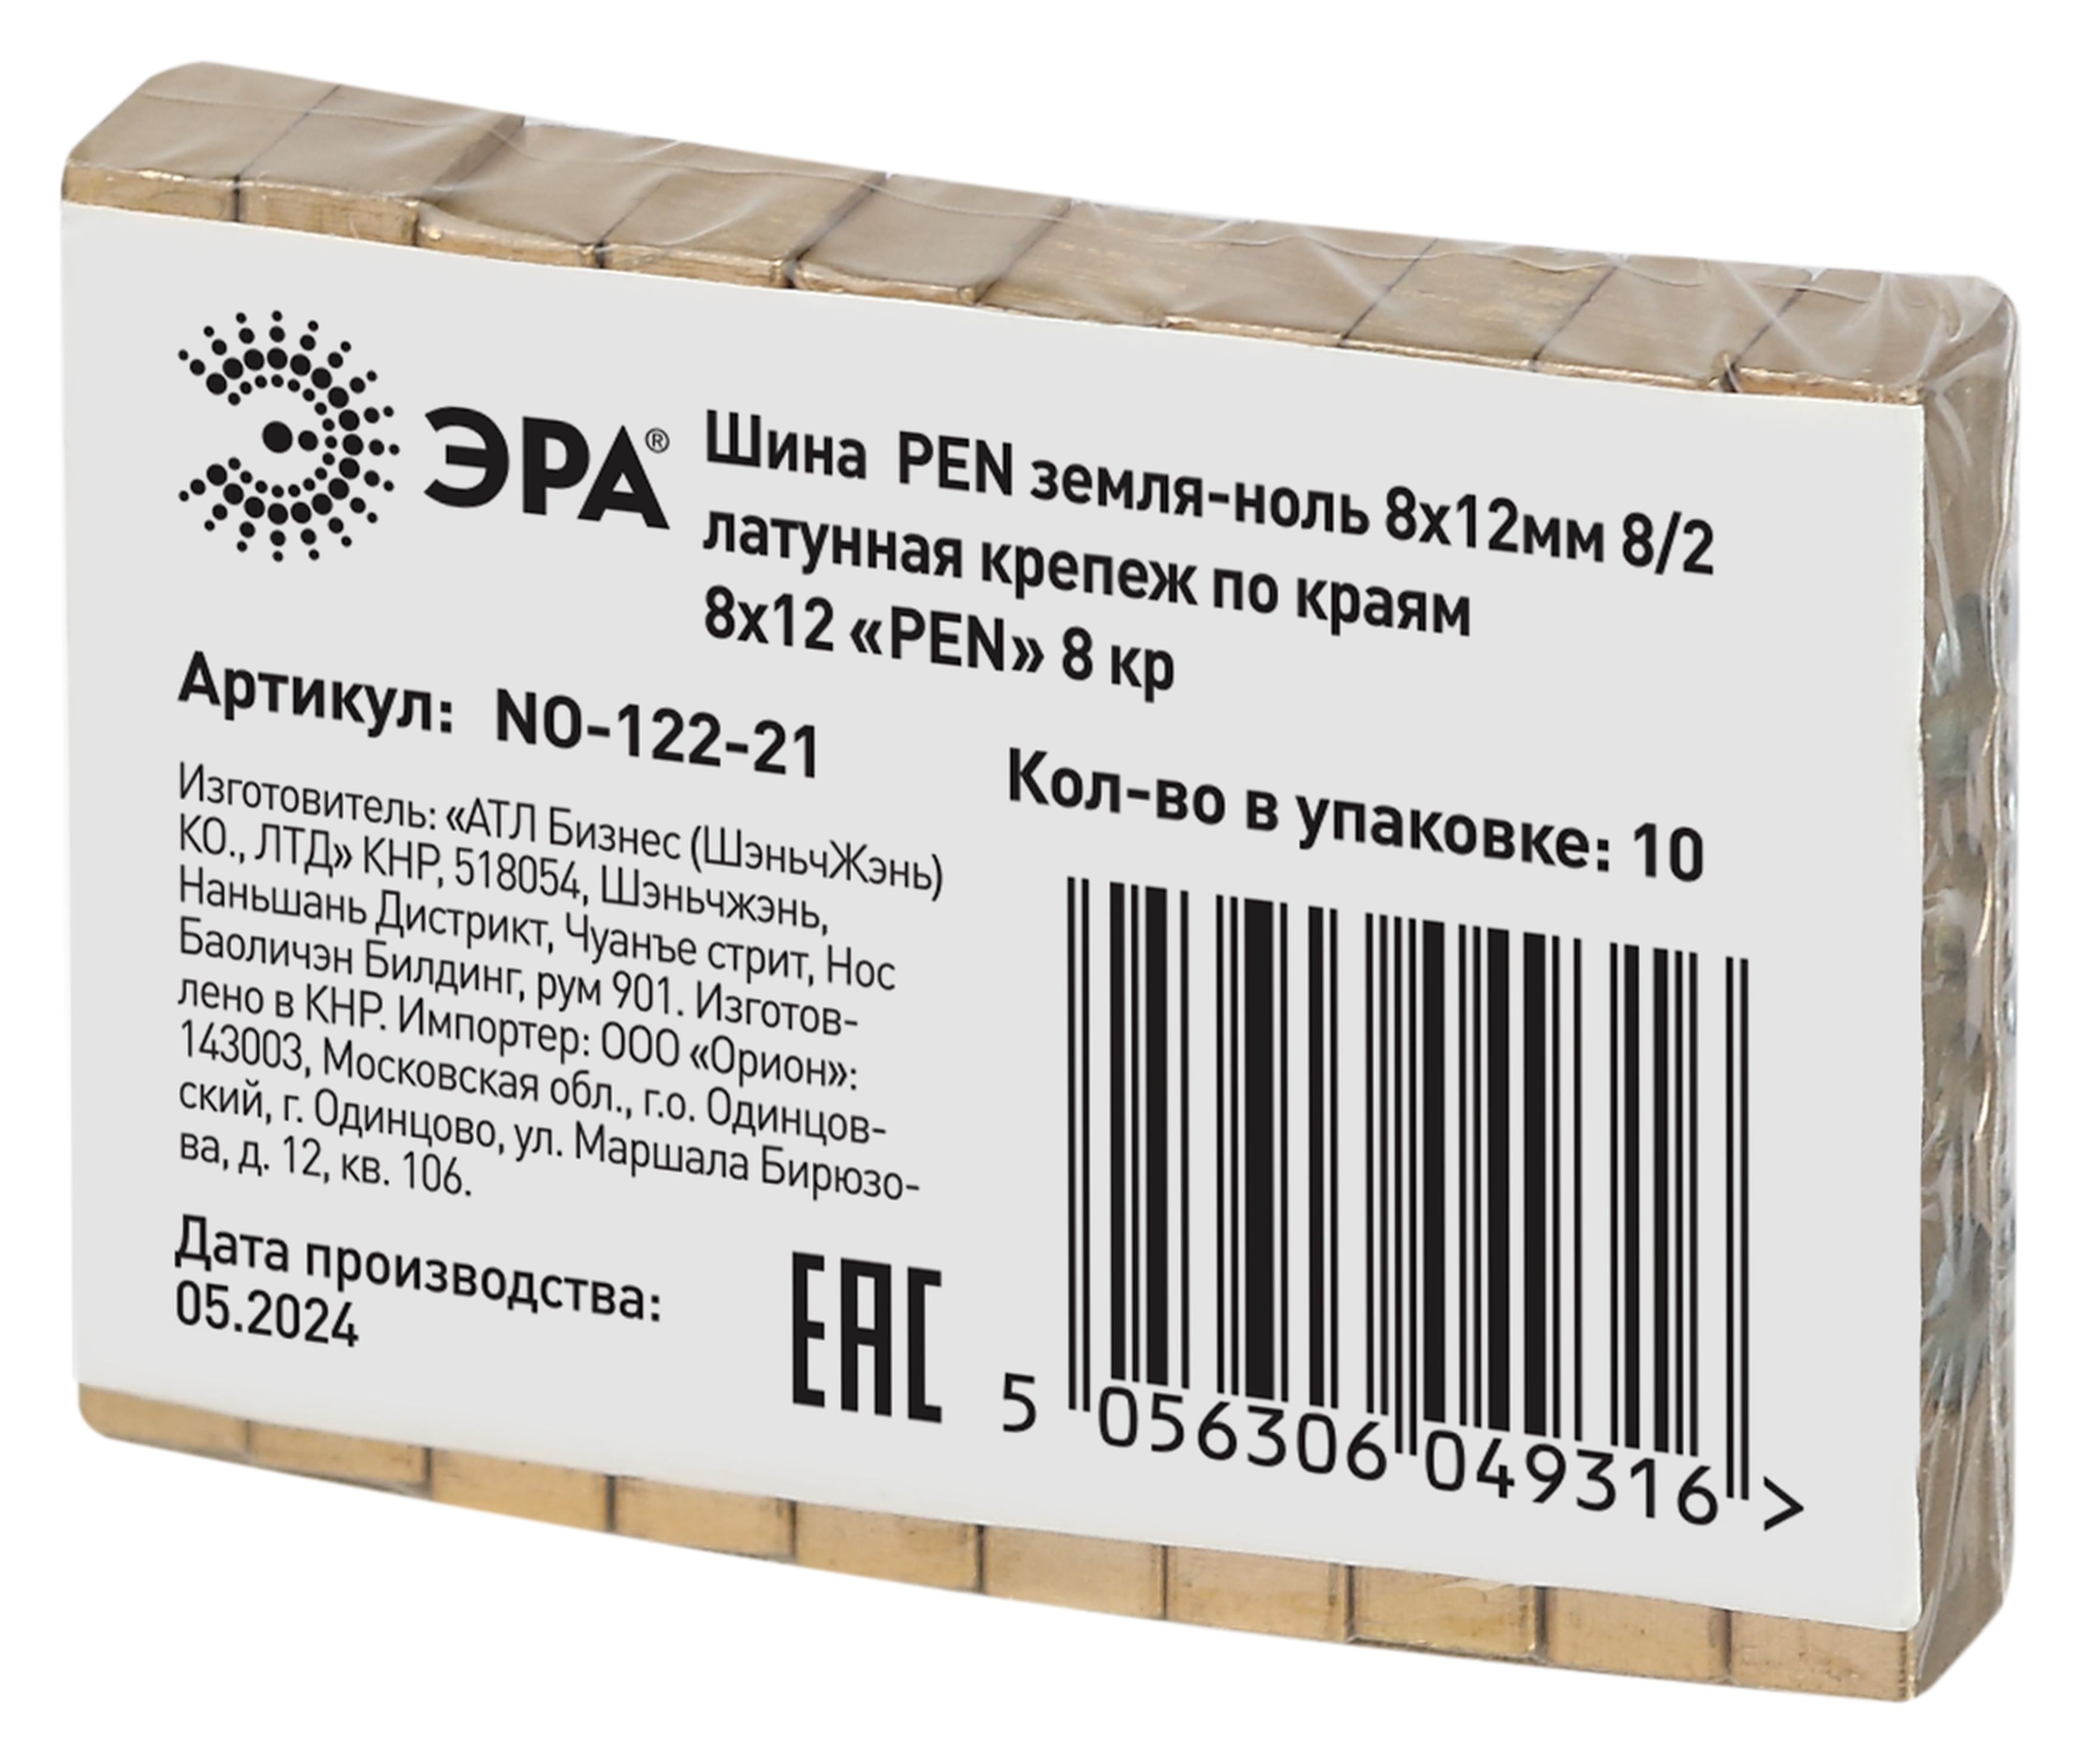 ЭРА®
Шина PEN земля-ноль 8х12мм 8/2
латунная крепеж по краям
8х12 «PEN» 8 кр
Артикул: NO-122-21
Кол-во в упаковке: 10
Изготовитель: «АТЛ Бизнес (ШэньчЖэнь)
КО., ЛТД» КНР, 518054, Шэньчжэнь,
Наньшань Дистрикт, Чуанъе стрит, Нос
Баоличэн Билдинг, рум 901. Изготов-
лено в КНР. Импортер: ООО «Орион»:
143003, Московская обл., г.о. Одинцов-
ский, г. Одинцово, ул. Маршала Бирюзо-
ва, д. 12, кв. 106.
Дата производства:
05.2024
EAC
5 056306 049316 >